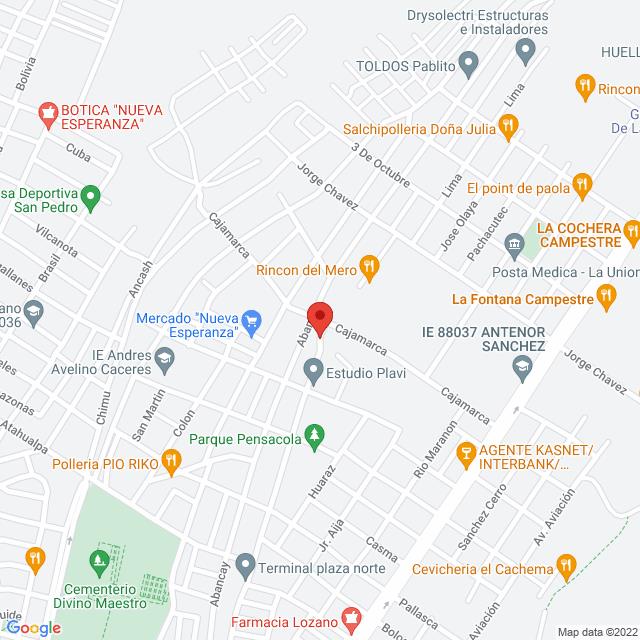 Drysolectri Estructuras
e Instaladores
HUELL
TOLDOS Pablito
Bolivia
Lima
Rincon
BOTICA "NUEVA
ESPERANZA"
G
De La
Salchipolleria Doña Julia
Cuba
3 De Octubre
Jorge Chavez
Lima
El point de paola
sa Deportiva
San Pedro
Jose Olaya
Pachacutec
LA COCHERA
CAMPESTRE
Cajamarca
Vilcanota
Brasil
Ancash
Rincon del Mero
Posta Medica - La Union
La Fontana Campestre
gallanes
ano
036
Mercado "Nueva
Esperanza"
Aba
Cajamarca
IE 88037 ANTENOR
SANCHEZ
IE Andres
Avelino Caceres
Estudio Plavi
Jorge Chavez
eles
azonas
Chimu
San Martin
Colon
Cajamarca
Atahualpa
Parque Pensacola
Rio Maranon
Polleria PIO RIKO
AGENTE KASNET/
INTERBANK/…
Huaraz
Sanchez Cerro
Av. Aviación
Jr. Aija
Casma
Cementerio
Divino Maestro
Abancay
Terminal plaza norte
Cevicheria el Cachema
uide
Farmacia Lozano
Pallasca
Aviación
Bolo
Google
Map data ©2022